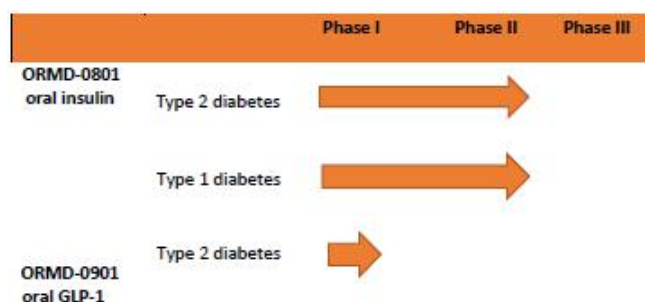 Phase I Phase II Phase III
ORMD-0801
oral insulin
Type 2 diabetes
Type 1 diabetes
Type 2 diabetes
ORMD-0901
oral GLP-1